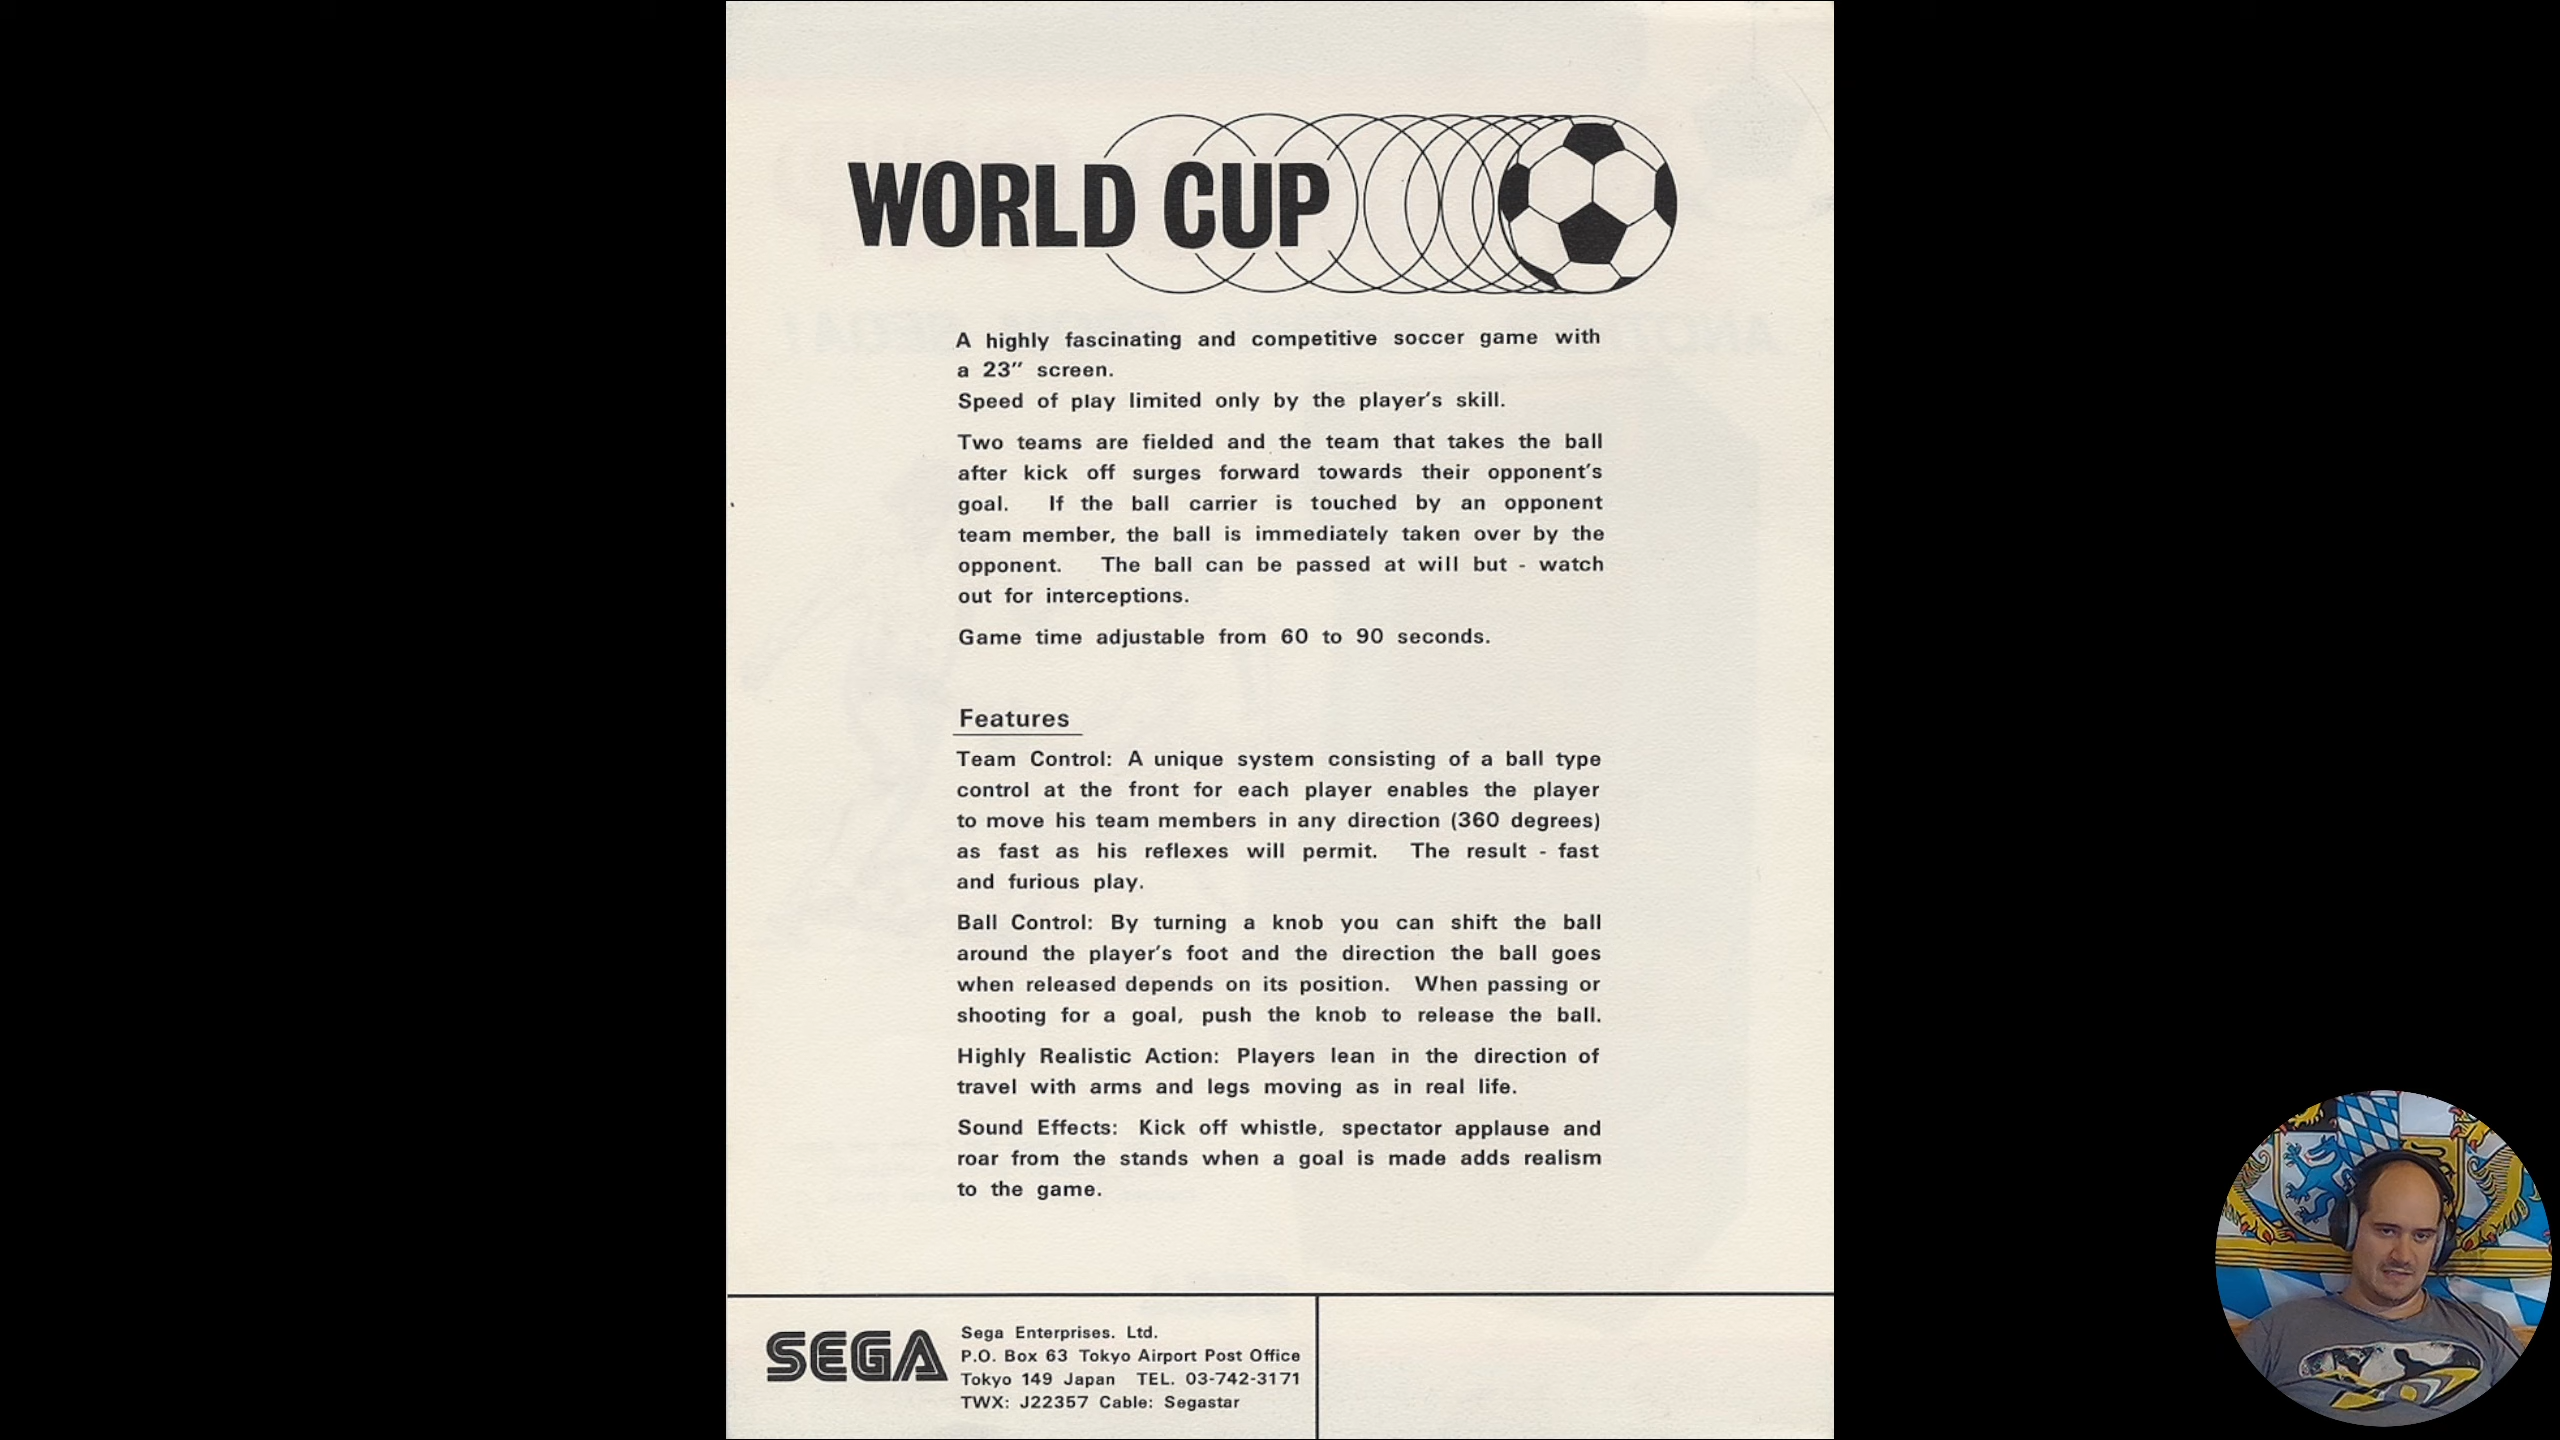 WORLD CUP
A highly fascinating and competitive soccer game with
a 23" screen.
Speed of play limited only by the player's skill.
Two teams are fielded and the team that takes the ball
after kick off surges forward towards their opponent's
goal. If the ball carrier is touched by an opponent
team member, the ball is immediately taken over by the
opponent. The ball can be passed at will but - watch
out for interceptions.
Game time adjustable from 60 to 90 seconds.
Features
Team Control: A unique system consisting of a ball type
control at the front for each player enables the player
to move his team members in any direction (360 degrees)
as fast as his reflexes will permit. The result - fast
and furious play.
Ball Control: By turning a knob you can shift the ball
around the player's foot and the direction the ball goes
when released depends on its position. When passing or
shooting for a goal, push the knob to release the ball.
Highly Realistic Action: Players lean in the direction of
travel with arms and legs moving as in real life.
Sound Effects: Kick off whistle, spectator applause and
roar from the stands when a goal is made adds realism
to the game.
SEGA
Sega Enterprises. Ltd.
P.O. Box 63 Tokyo Airport Post Office
Tokyo 149 Japan TEL. 03-742-3171
TWX: J22357 Cable: Segastar